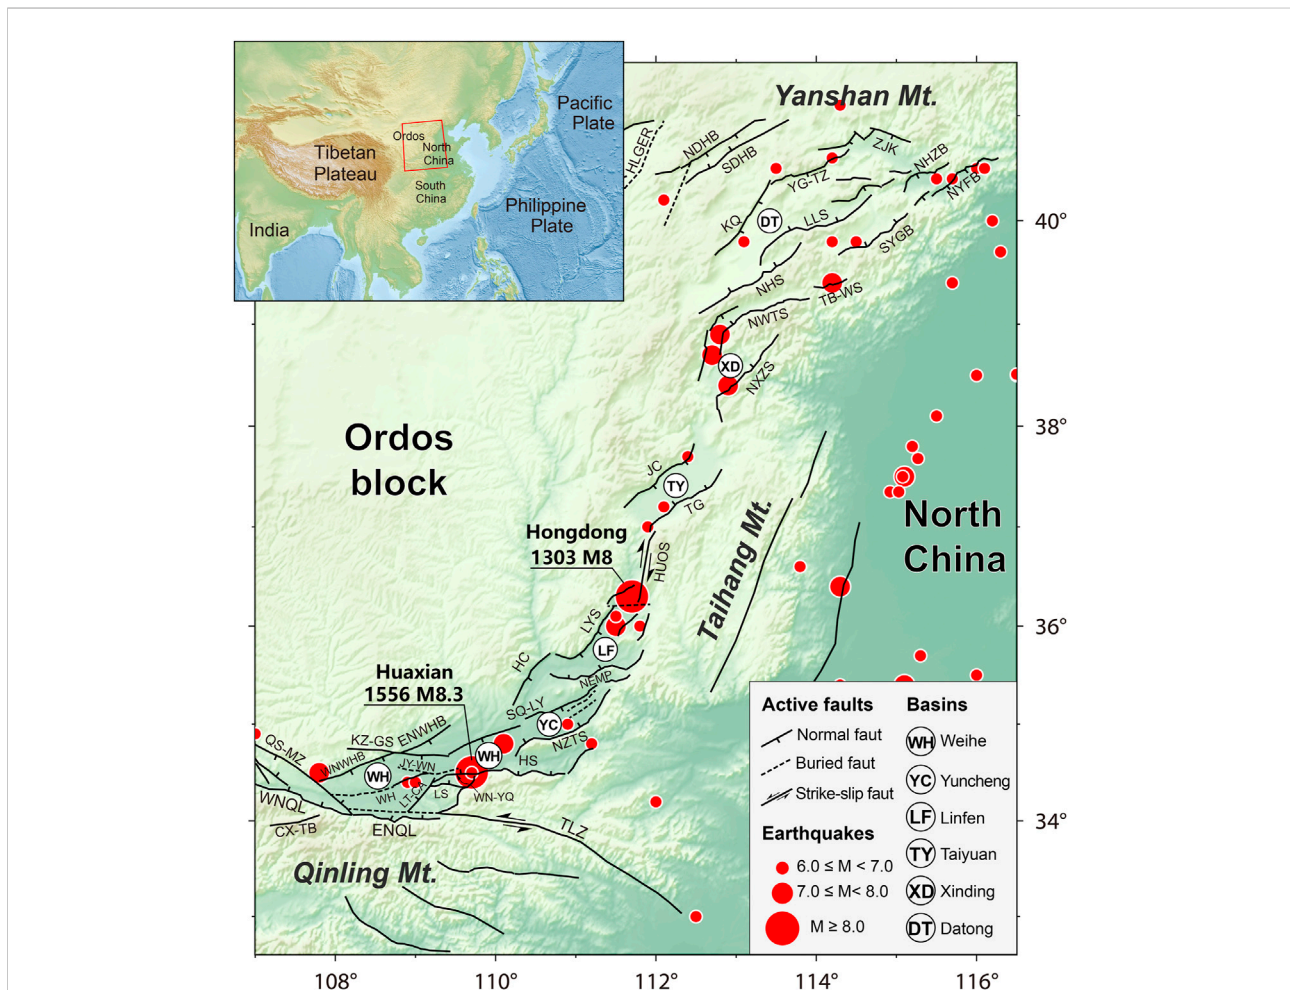 Pacific
Plate
Ordos
North
China
Tibetan
Plateau
South
China
Philippine
Plate
India
Yanshan Mt.
HLGER
NDHB
SDHB
ZJK
NHZB
NYFB
YG-TZ
KQ
DT
LLS
SYGB
40°
NHS
TB-WS
NWTS
XD
NXZS
38°
Ordos
block
JC
TY
TG
Taihang Mt.
North
China
Hongdong
1303 M8
HUOS
LYS
36°
LF
HC
NEMP
Huaxian
1556 M8.3
SQ-LY
YC
NZTS
ENWHB
KZ-GS
QS-MZ
WNWHB
JY-WN
WH
WH
HS
WH
LT-CA
LS
WN-YQ
WNQL
CX-TB
ENQL
TLZ
34°
Qinling Mt.
Active faults
Normal faut
Buried faut
Strike-slip faut
Earthquakes
6.0 ≤ M < 7.0
7.0 ≤ M< 8.0
M ≥ 8.0
Basins
WH Weihe
YC Yuncheng
LF Linfen
TY Taiyuan
XD Xinding
DT Datong
108°
110°
112°
114°
116°